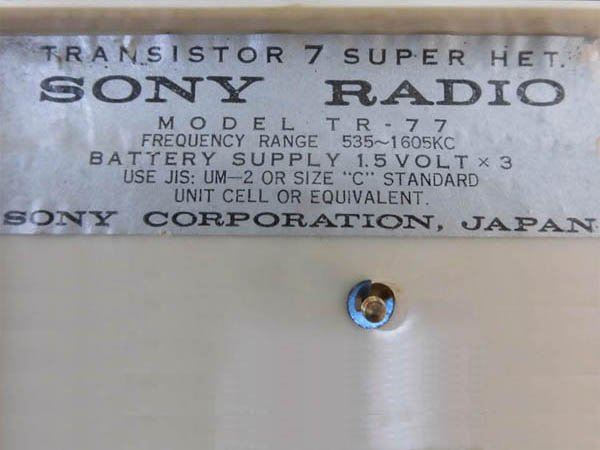 TRANSISTOR 7 SUPER HET.
SONY RADIO
MODEL TR-77
FREQUENCY RANGE 535~1605KC
BATTERY SUPPLY 1.5 VOLT × 3
USE JIS: UM-2 OR SIZE "C" STANDARD
UNIT CELL OR EQUIVALENT.
SONY CORPORATION, JAPAN